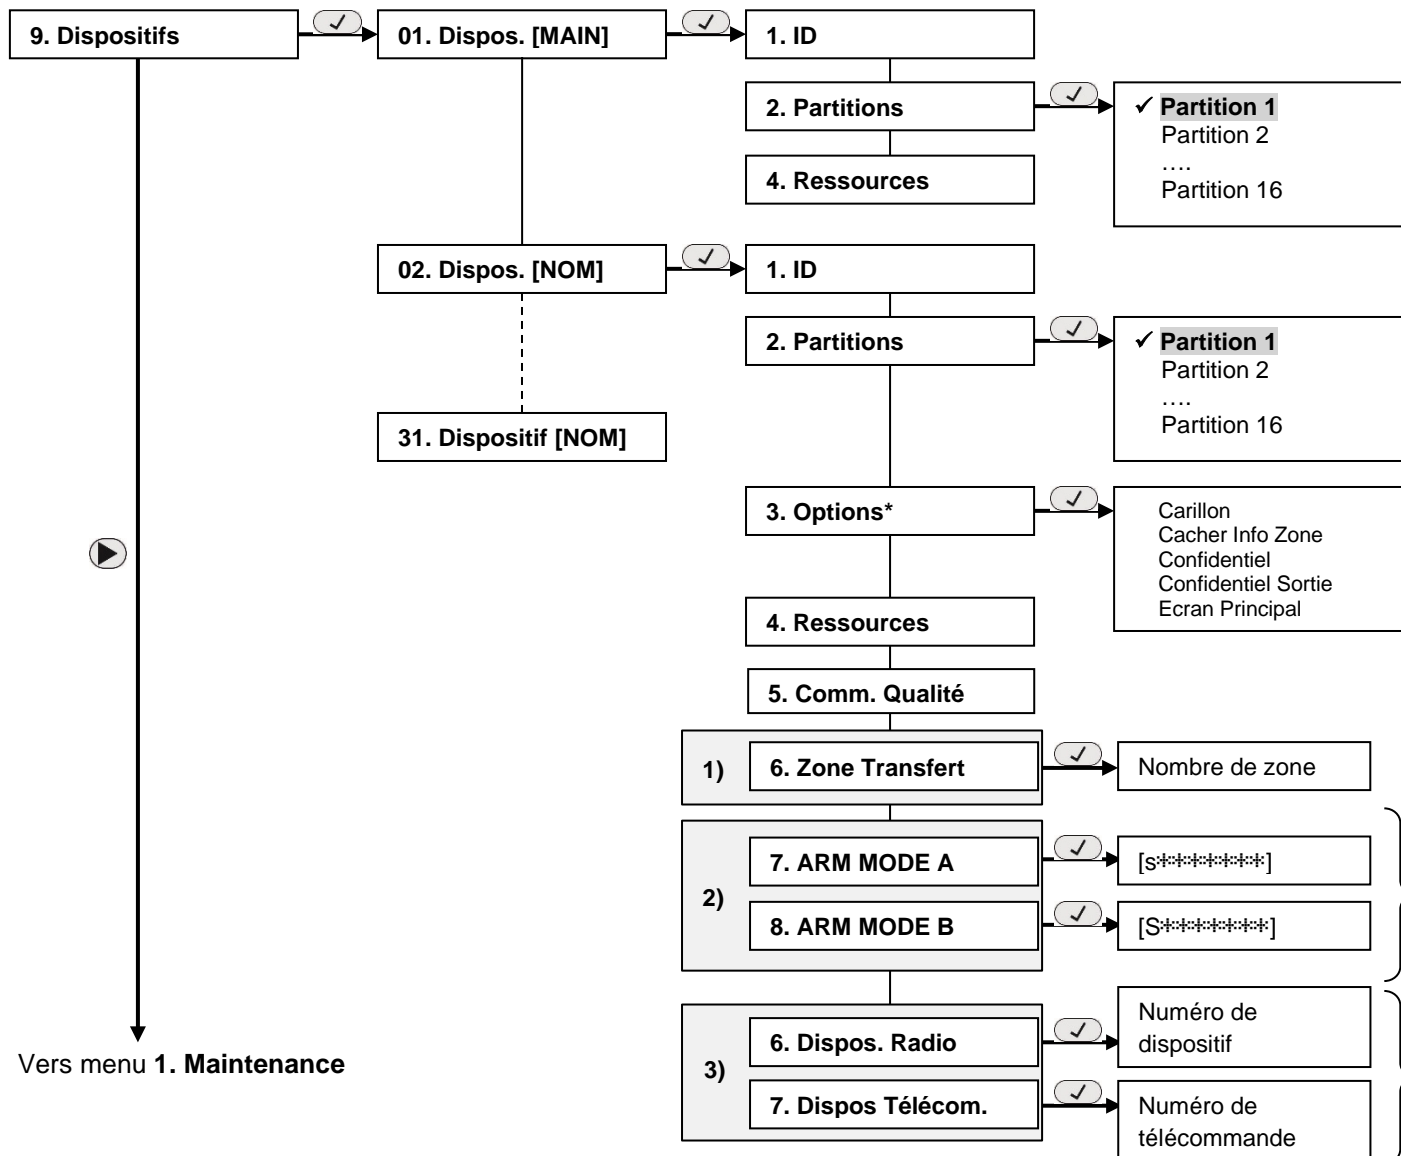 9. Dispositifs
01. Dispos. [MAIN]
1. ID
2. Partitions
✓ Partition 1
Partition 2
....
Partition 16
4. Ressources
02. Dispos. [NOM]
1. ID
2. Partitions
✓ Partition 1
Partition 2
....
Partition 16
31. Dispositif [NOM]
3. Options*
Carillon
Cacher Info Zone
Confidentiel
Confidentiel Sortie
Ecran Principal
4. Ressources
5. Comm. Qualité
1)
6. Zone Transfert
Nombre de zone
2)
7. ARM MODE A
[s*******]
8. ARM MODE B
[S*******]
3)
6. Dispos. Radio
Numéro de
dispositif
7. Dispos Télécom.
Numéro de
télécommande
Vers menu 1. Maintenance